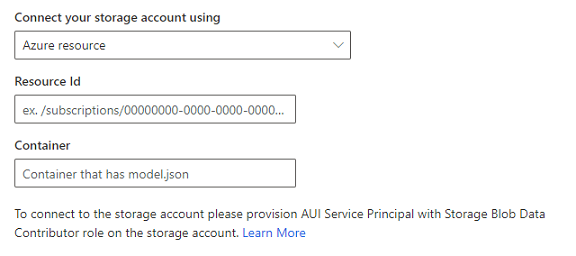 Connect your storage account using
Azure resource
Resource Id
ex. /subscriptions/00000000-0000-0000-0000...
Container
Container that has model.json
To connect to the storage account please provision AUI Service Principal with Storage Blob Data
Contributor role on the storage account. Learn More